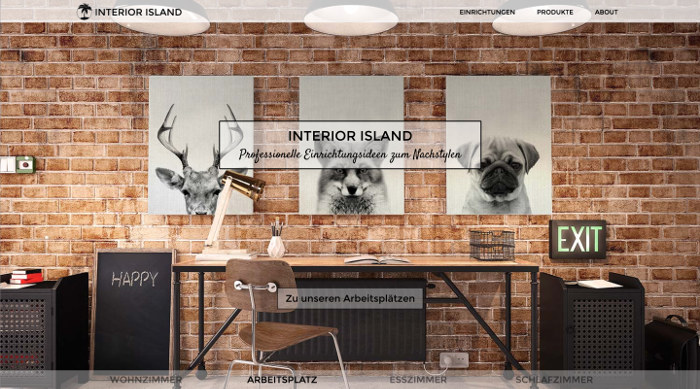 INTERIOR ISLAND
EINRICHTUNGEN PRODUKTE ABOUT
INTERIOR ISLAND
Professionelle Einrichtungsideen zum Nachstylen
EXIT
HAPPY
Zu unseren Arbeitsplätzen
WOHNZIMMER ARBEITSPLATZ ESSZIMMER SCHLAFZIMMER